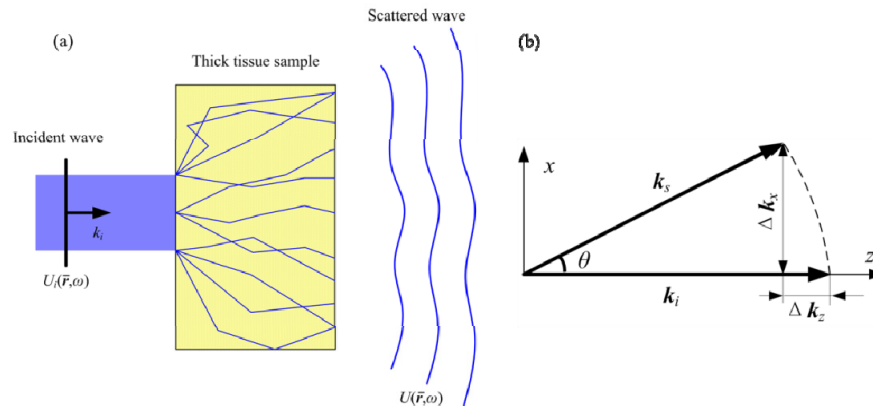 (a)
Scattered wave
(b)
Thick tissue sample
Incident wave
k_i
U_i(r̄,ω)
U(r̄,ω)
x
k_s
Δ k_x
θ
z
k_i
Δ k_z